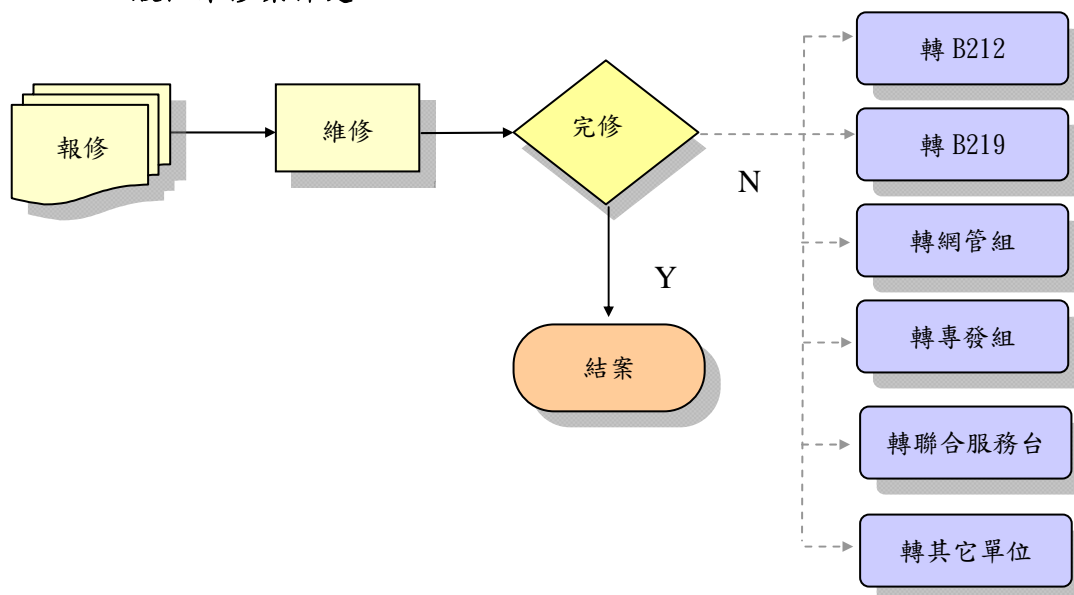 報修
維修
完修
N
Y
結案
轉 B212
轉 B219
轉網管組
轉專發組
轉聯合服務台
轉其它單位